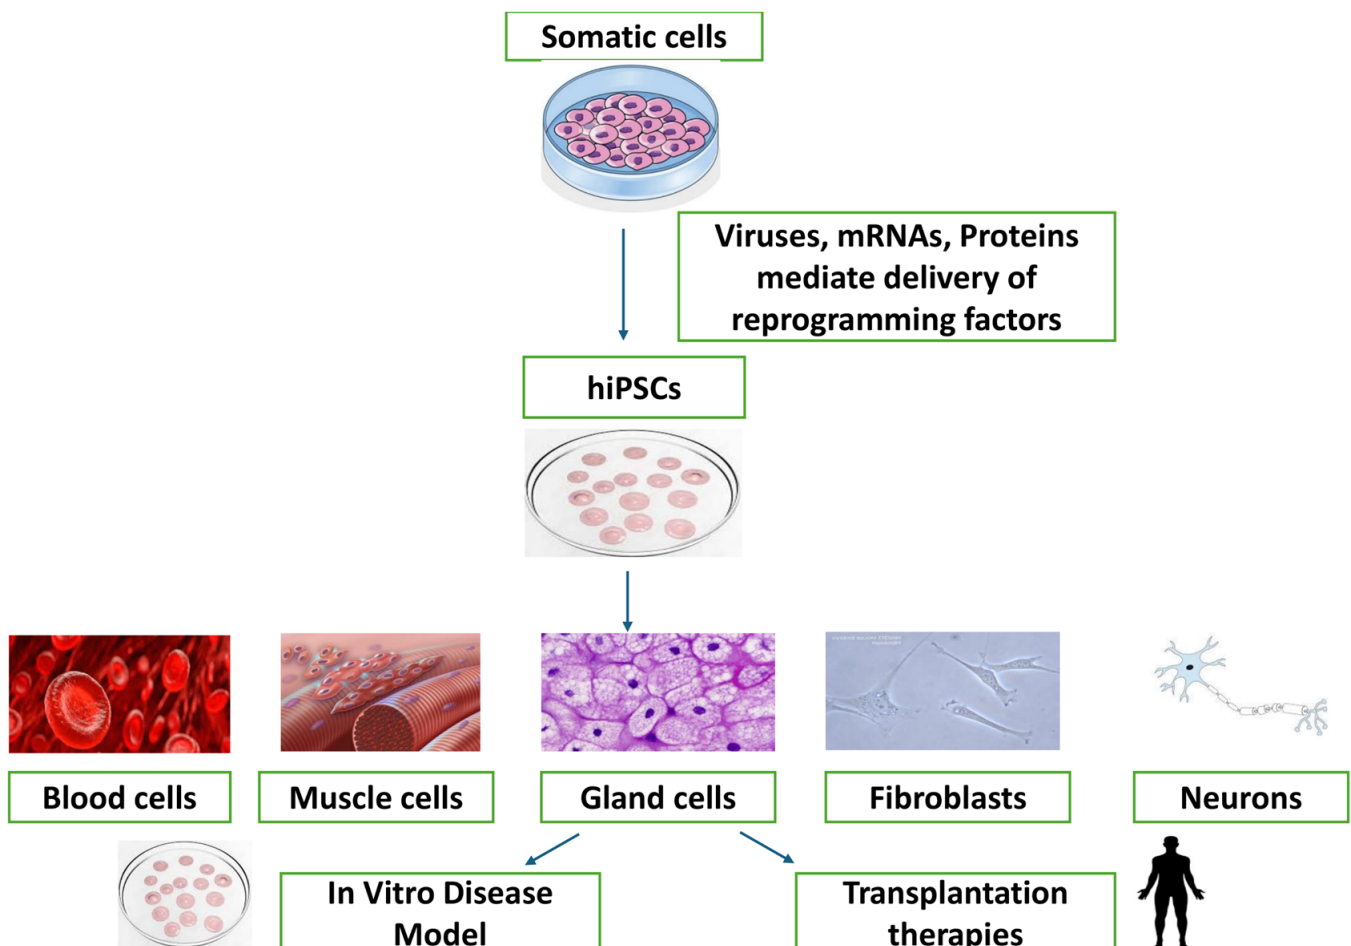 Somatic cells
Viruses, mRNAs, Proteins
mediate delivery of
reprogramming factors
hiPSCs
Blood cells
Muscle cells
Gland cells
Fibroblasts
Neurons
In Vitro Disease
Model
Transplantation
therapies